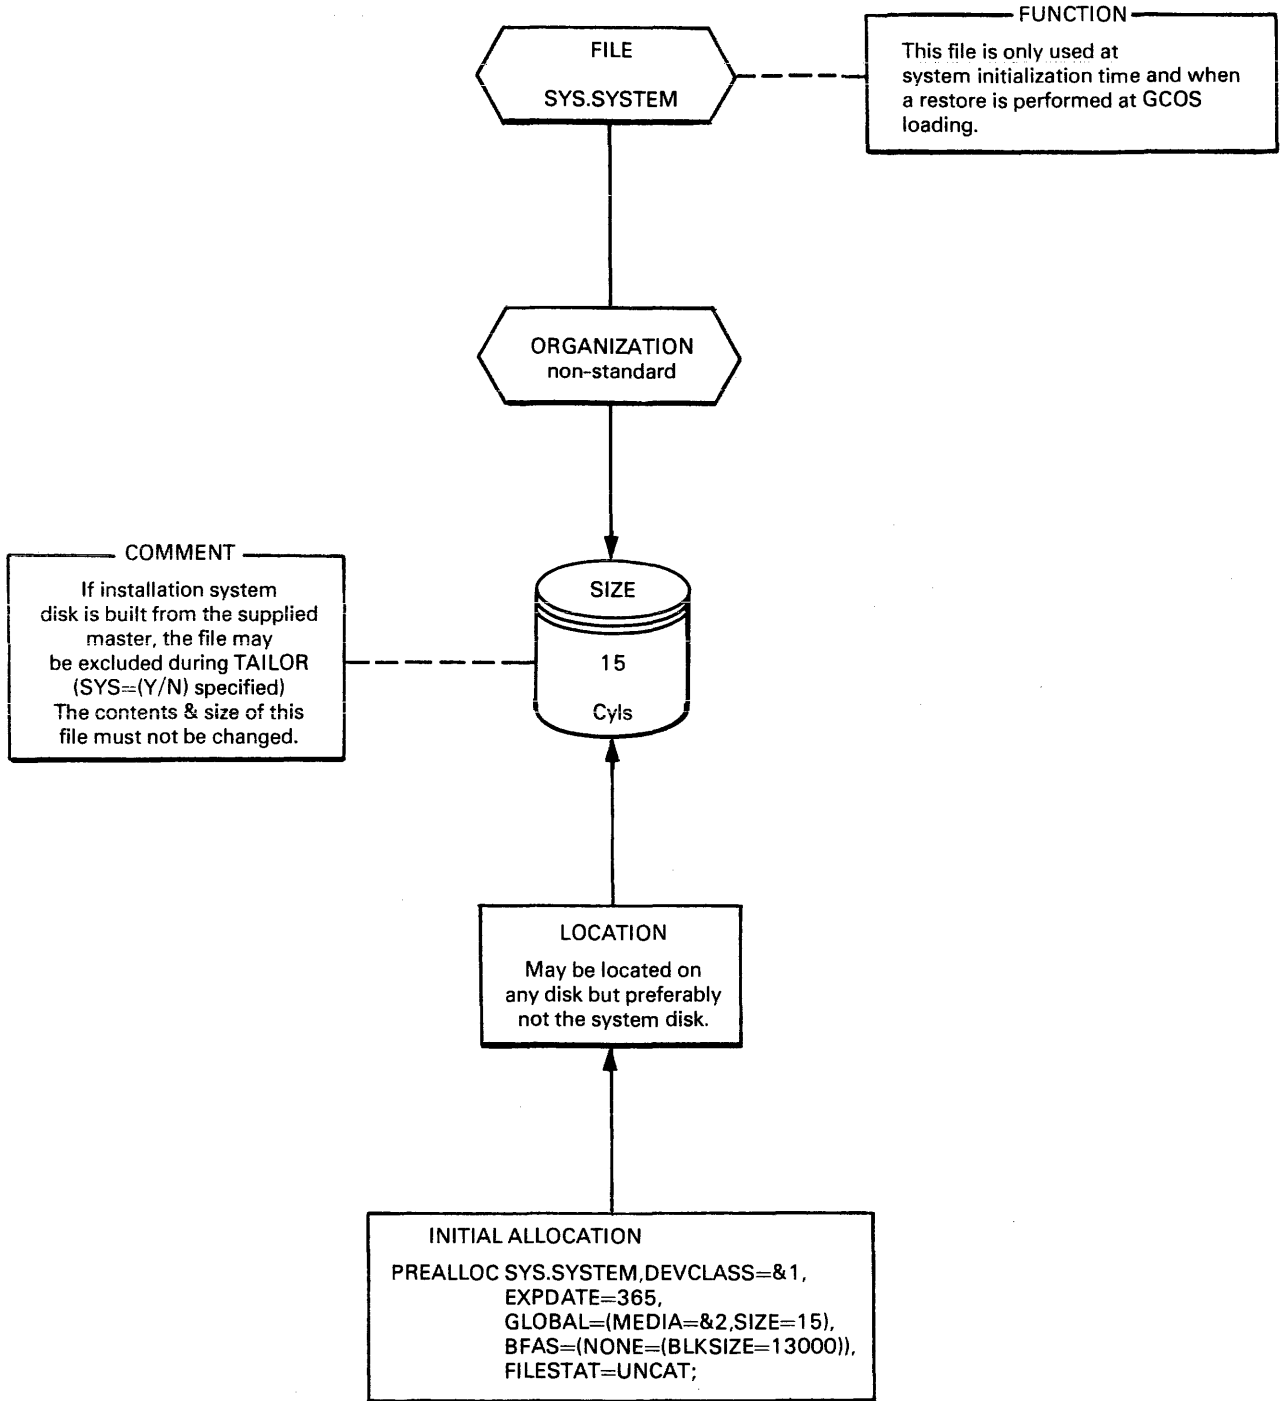 FILE
SYS.SYSTEM
FUNCTION
This file is only used at
system initialization time and when
a restore is performed at GCOS
loading.
ORGANIZATION
non-standard
COMMENT
If installation system
disk is built from the supplied
master, the file may
be excluded during TAILOR
(SYS=(Y/N) specified)
The contents & size of this
file must not be changed.
SIZE
15
Cyls
LOCATION
May be located on
any disk but preferably
not the system disk.
INITIAL ALLOCATION
PREALLOC SYS.SYSTEM,DEVCLASS=&1,
EXPDATE=365,
GLOBAL=(MEDIA=&2,SIZE=15),
BFAS=(NONE=(BLKSIZE=13000)),
FILESTAT=UNCAT;